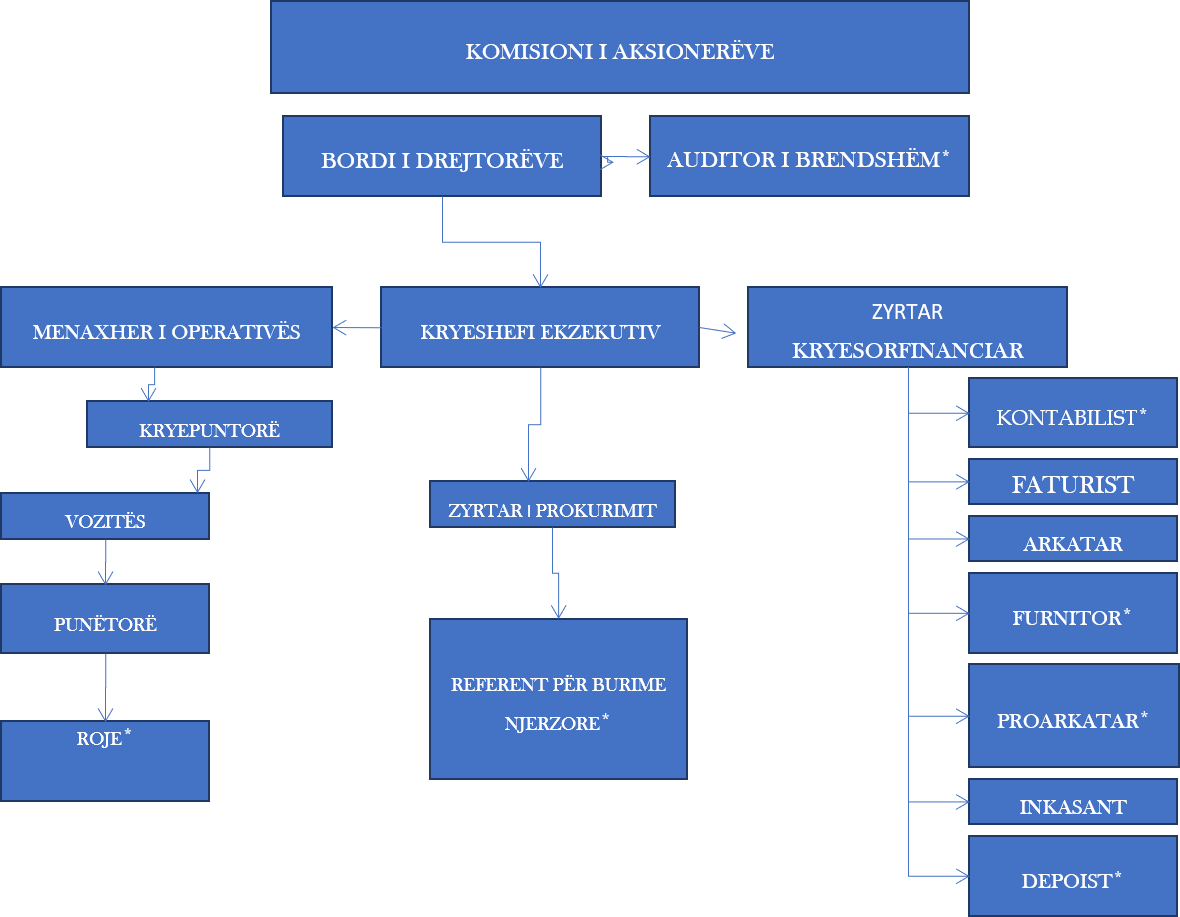 KOMISIONI I AKSIONERËVE
BORDI I DREJTORËVE
AUDITOR I BRENDSHËM*
MENAXHER I OPERATIVËS
KRYESHEFI EKZEKUTIV
ZYRTAR
KRYESORFINANCIAR
KRYEPUNTORË
VOZITËS
PUNËTORË
ROJE*
ZYRTAR I PROKURIMIT
REFERENT PËR BURIME
NJERZORE*
KONTABILIST*
FATURIST
ARKATAR
FURNITOR*
PROARKATAR*
INKASANT
DEPOIST*